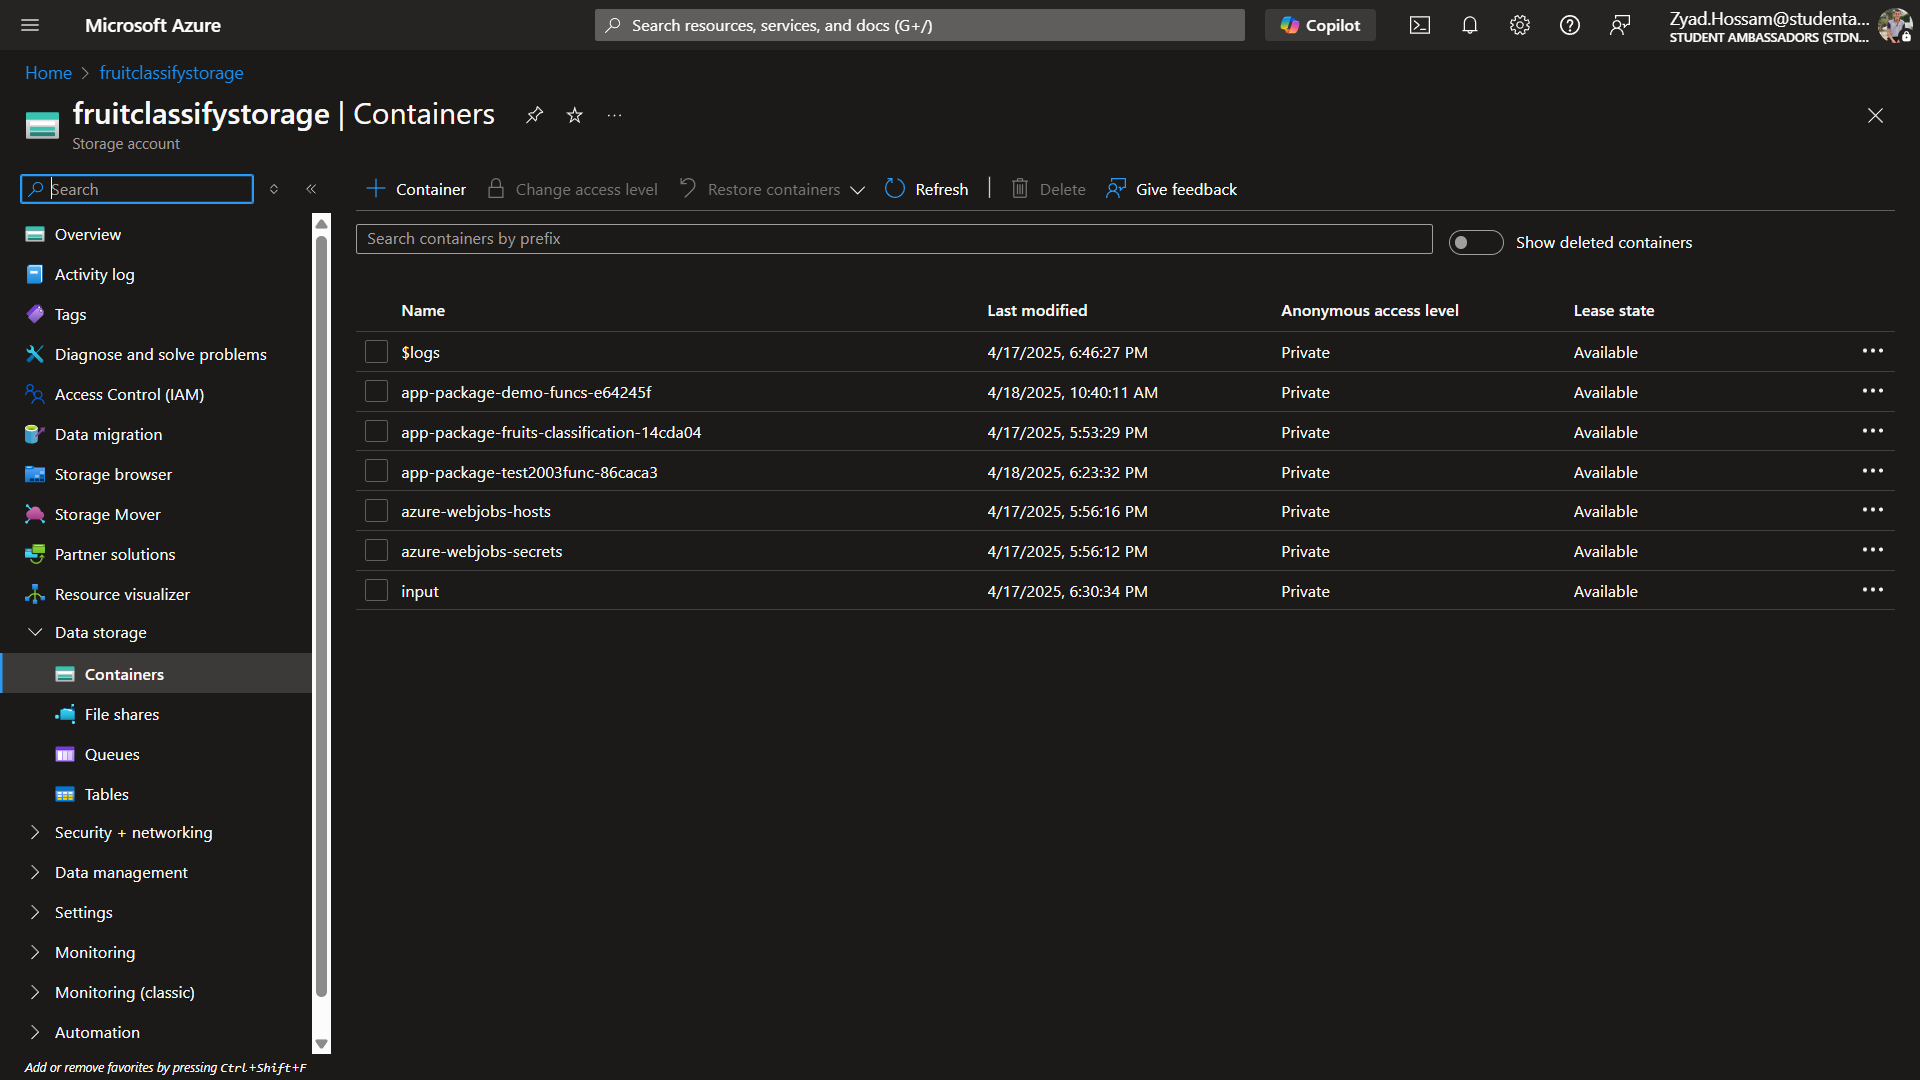 Microsoft Azure
Search resources, services, and docs (G+/)
Copilot
Zyad.Hossam@studenta...
STUDENT AMBASSADORS (STDN...
Home > fruitclassifystorage
fruitclassifystorage | Containers
Storage account
Search
Container
Change access level
Restore containers
Refresh
Delete
Give feedback
Search containers by prefix
Show deleted containers
Overview
Activity log
Tags
Diagnose and solve problems
Access Control (IAM)
Data migration
Storage browser
Storage Mover
Partner solutions
Resource visualizer
Data storage
Containers
File shares
Queues
Tables
Security + networking
Data management
Settings
Monitoring
Monitoring (classic)
Automation
Add or remove favorites by pressing Ctrl+Shift+F
Name Last modified Anonymous access level Lease state
$logs 4/17/2025, 6:46:27 PM Private Available
app-package-demo-funcs-e64245f 4/18/2025, 10:40:11 AM Private Available
app-package-fruits-classification-14cda04 4/17/2025, 5:53:29 PM Private Available
app-package-test2003func-86caca3 4/18/2025, 6:23:32 PM Private Available
azure-webjobs-hosts 4/17/2025, 5:56:16 PM Private Available
azure-webjobs-secrets 4/17/2025, 5:56:12 PM Private Available
input 4/17/2025, 6:30:34 PM Private Available